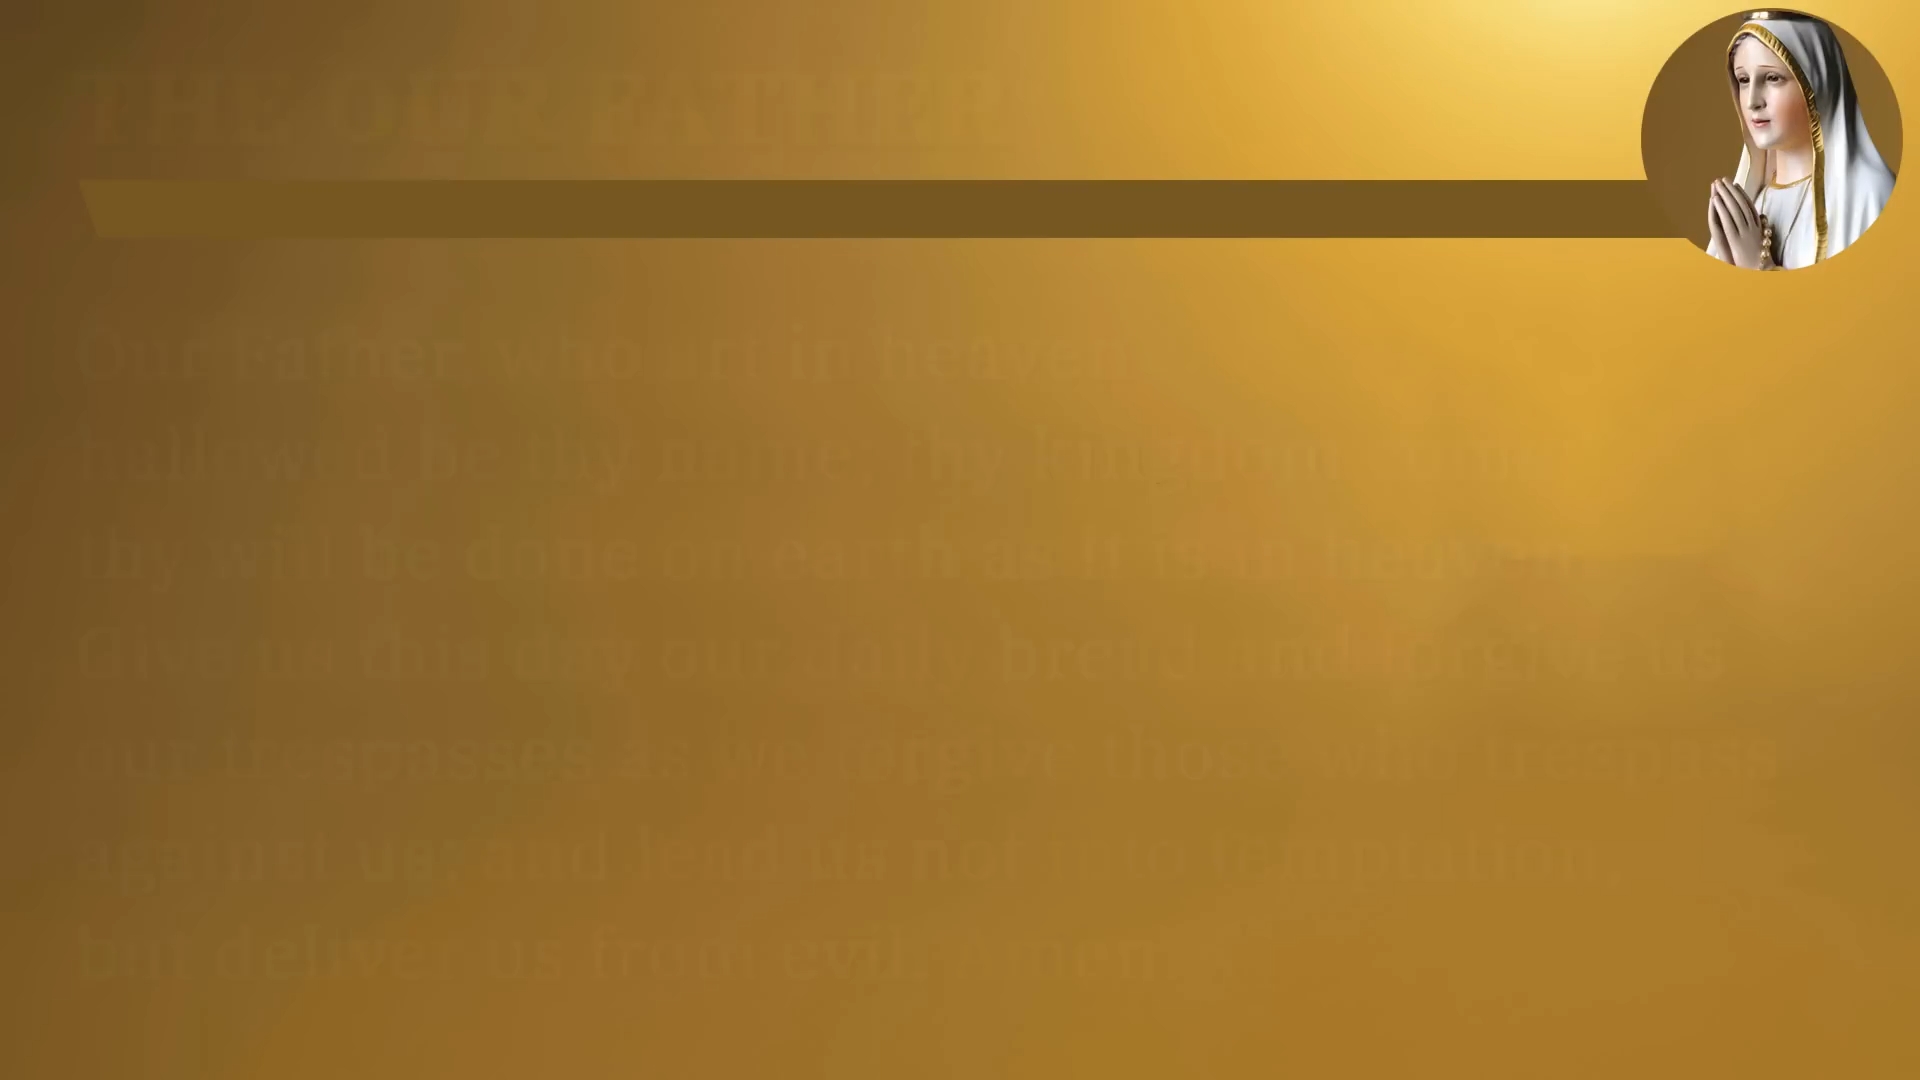 THE OUR FATHER
Our Father, who art in heaven,
hallowed be thy name; thy kingdom come,
thy will be done on earth as it is in heaven.
Give us this day our daily bread and forgive us
our trespasses as we forgive those who trespass
against us; and lead us not into temptation,
but deliver us from evil. Amen.